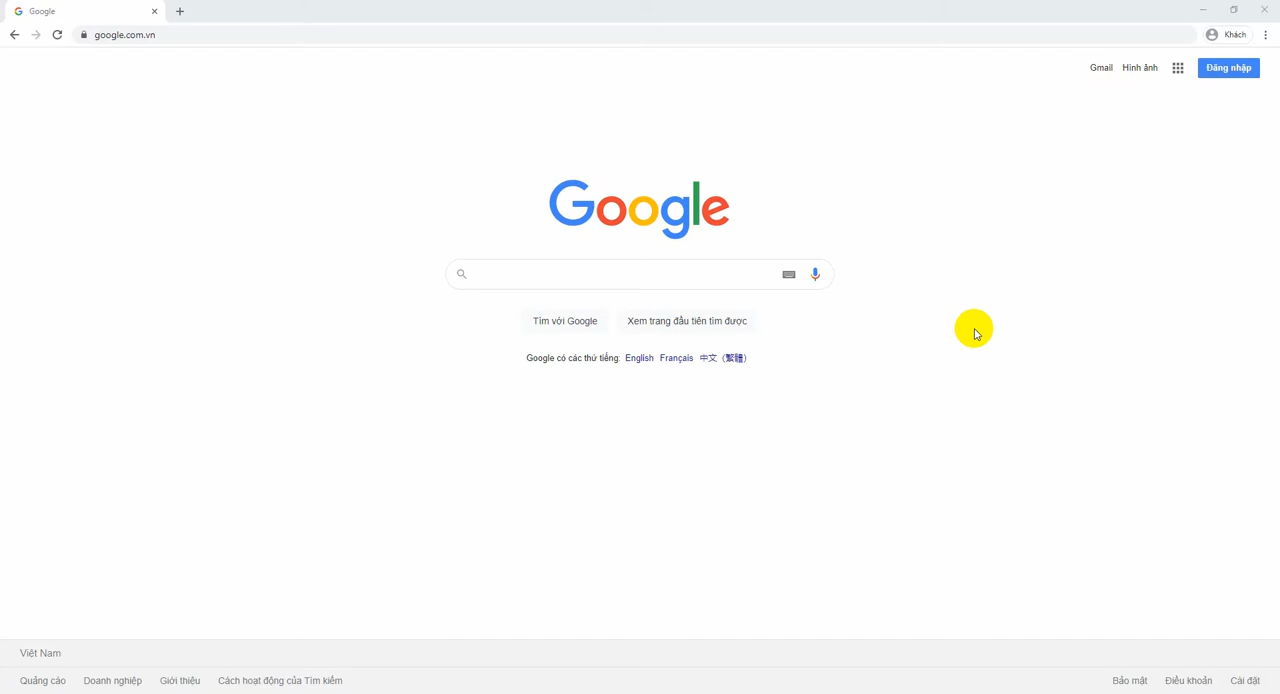 Google
google.com.vn
Khách
Gmail Hình ảnh Đăng nhập
Google
Tìm với Google Xem trang đầu tiên tìm được
Google có các thứ tiếng: English Français 中文（繁體）
Việt Nam
Quảng cáo Doanh nghiệp Giới thiệu Cách hoạt động của Tìm kiếm Bảo mật Điều khoản Cài đặt